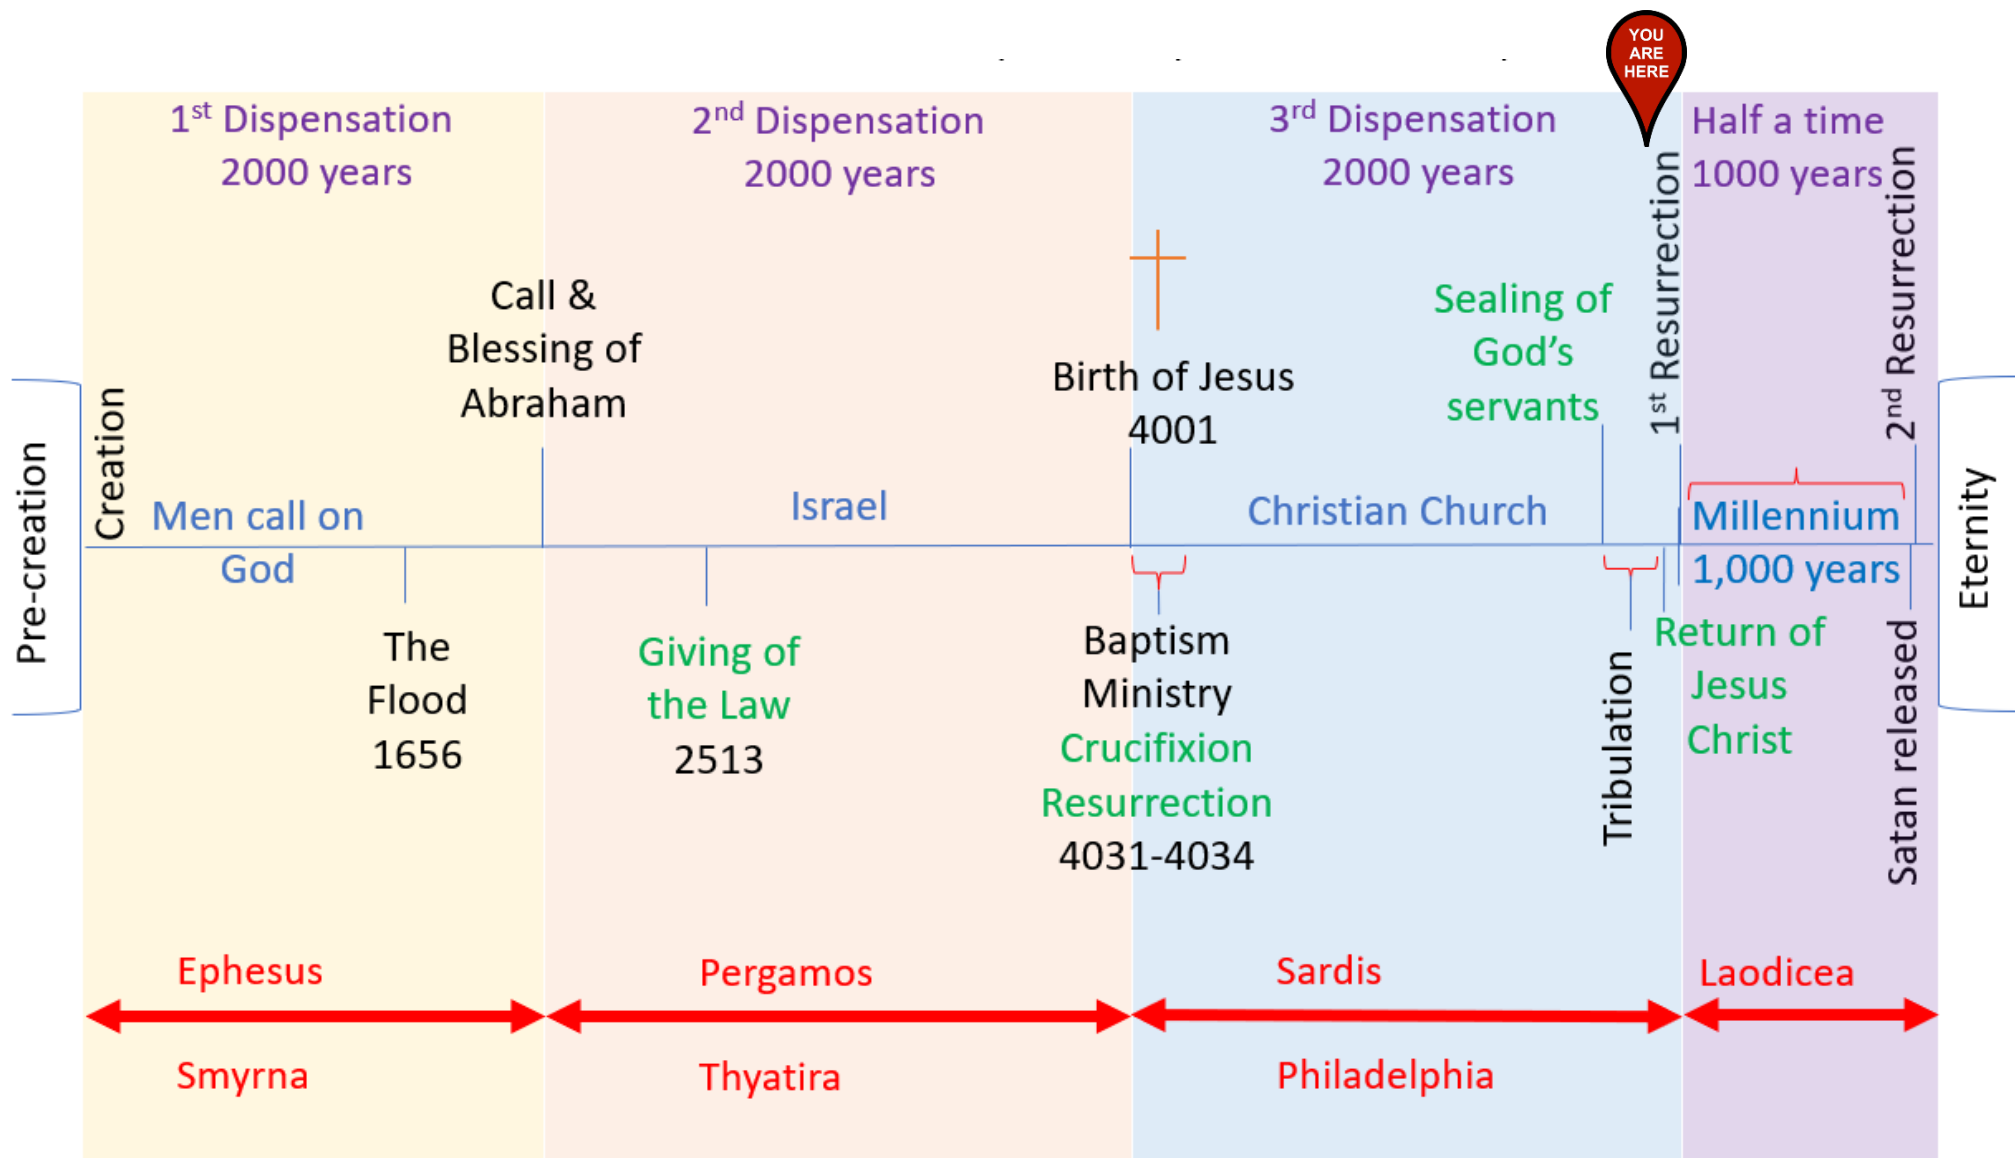 YOU
ARE
HERE
1st Dispensation
2000 years
2nd Dispensation
2000 years
3rd Dispensation
2000 years
Half a time
1000 years
Pre-creation
Creation
Men call on
God
The
Flood
1656
Call &
Blessing of
Abraham
Israel
Giving of
the Law
2513
Birth of Jesus
4001
Baptism
Ministry
Crucifixion
Resurrection
4031-4034
Christian Church
Sealing of
God's
servants
Tribulation
1st Resurrection
Return of
Jesus
Christ
Millennium
1,000 years
2nd Resurrection
Satan released
Eternity
Ephesus
Smyrna
Pergamos
Thyatira
Sardis
Philadelphia
Laodicea